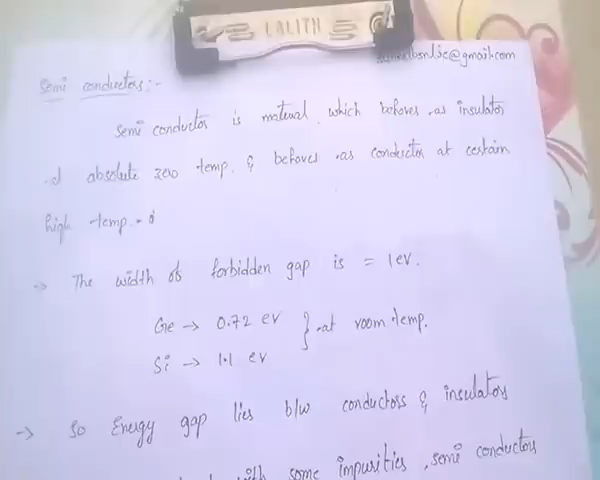 LALITH
@gmail.com
Semi conductors :-
Semi conductor is material which behaves as insulator
at absolute zero temp. & behaves as conductor at certain
high temp.
→ The width of forbidden gap is = 1ev.
Ge → 0.72 ev } at room temp.
Si → 1.1 ev
→ so Energy gap lies b/w conductors & insulators
with some impurities, semi conductors